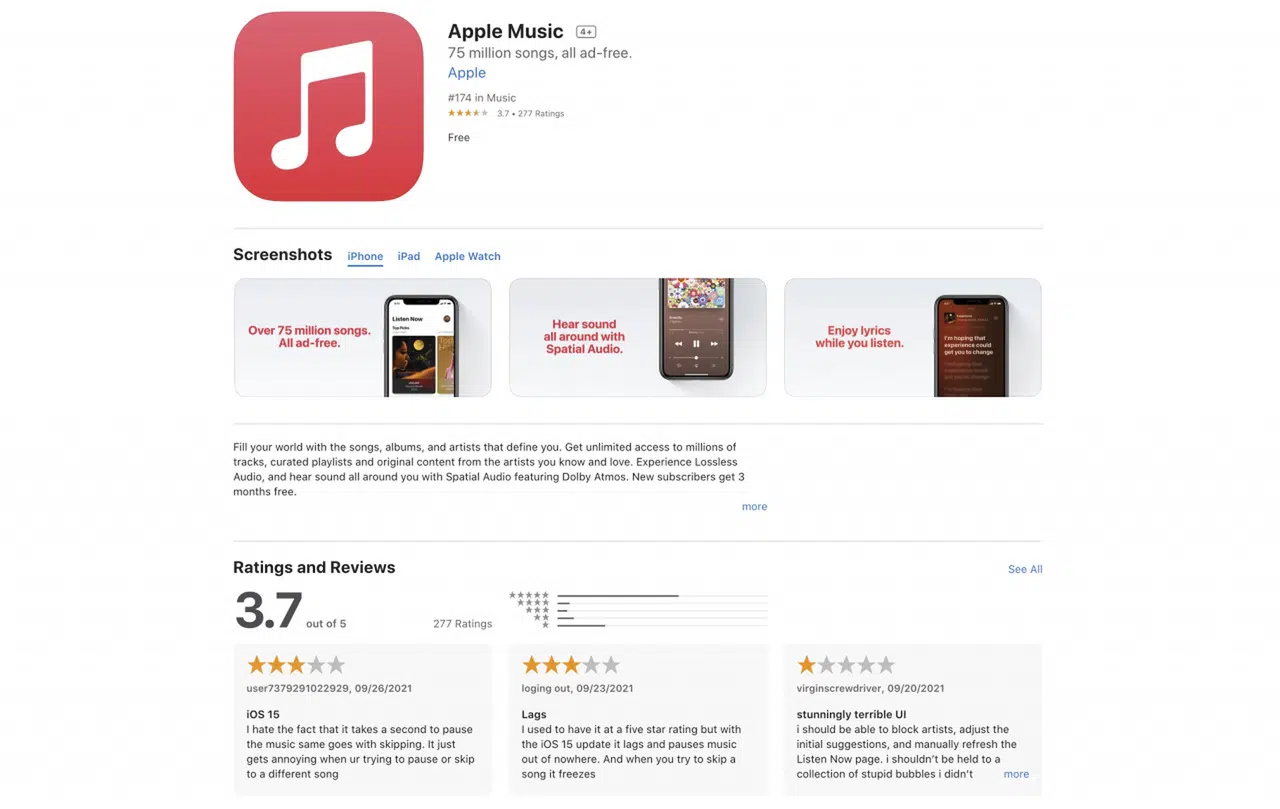 Apple Music 4+
75 million songs, all ad-free.
Apple
#174 in Music
★★★★★ 3.7 • 277 Ratings
Free
Screenshots iPhone iPad Apple Watch
Over 75 million songs.
All ad-free.
Listen Now
Top Picks
Hear sound
all around with
Spatial Audio.
Enjoy lyrics
while you listen.
I'm hoping that
experience could
get you to change
Fill your world with the songs, albums, and artists that define you. Get unlimited access to millions of
tracks, curated playlists and original content from the artists you know and love. Experience Lossless
Audio, and hear sound all around you with Spatial Audio featuring Dolby Atmos. New subscribers get 3
months free.
more
Ratings and Reviews See All
3.7 out of 5 277 Ratings
user7379291022929, 09/26/2021
iOS 15
I hate the fact that it takes a second to pause
the music same goes with skipping. It just
gets annoying when ur trying to pause or skip
to a different song
loging out, 09/23/2021
Lags
I used to have it at a five star rating but with
the iOS 15 update it lags and pauses music
out of nowhere. And when you try to skip a
song it freezes
virginscrewdriver, 09/20/2021
stunningly terrible UI
i should be able to block artists, adjust the
initial suggestions, and manually refresh the
Listen Now page. i shouldn't be held to a
collection of stupid bubbles i didn't more